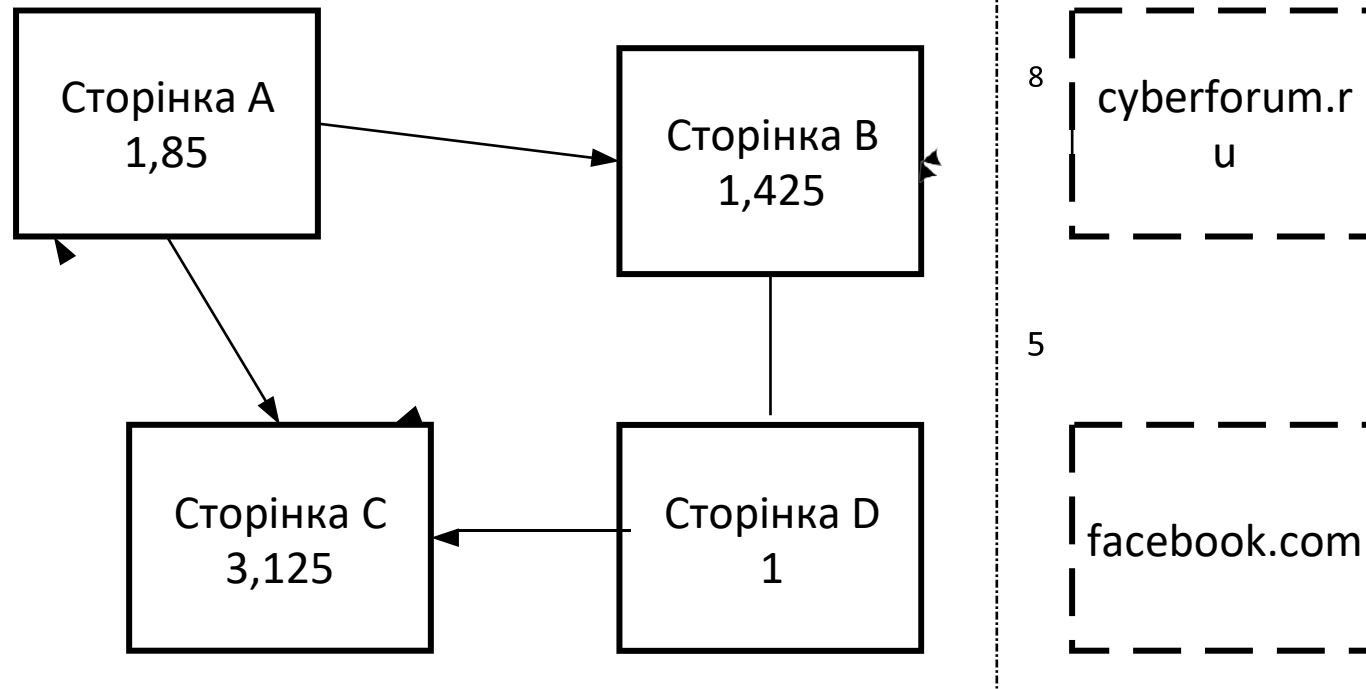 Сторінка A
1,85
Сторінка B
1,425
8
cyberforum.r
u
5
Сторінка C
3,125
Сторінка D
1
facebook.com